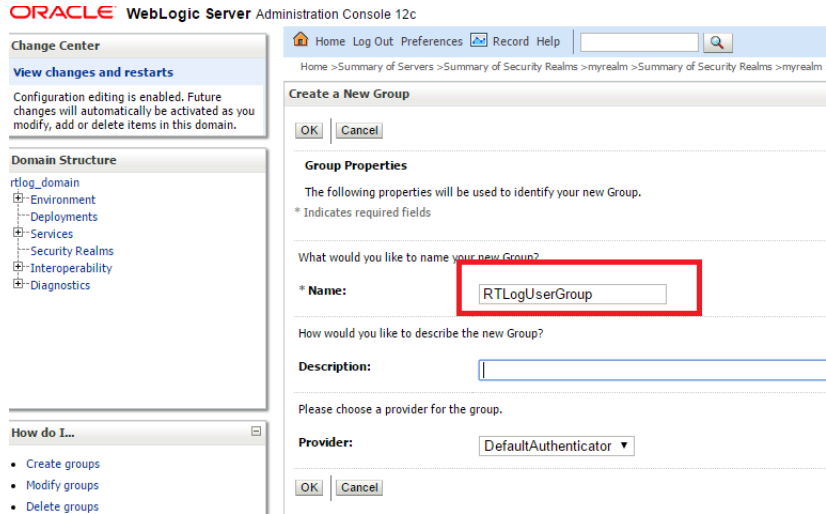 ORACLE WebLogic Server Administration Console 12c
Change Center
View changes and restarts
Configuration editing is enabled. Future
changes will automatically be activated as you
modify, add or delete items in this domain.
Domain Structure
rtlog_domain
Environment
Deployments
Services
Security Realms
Interoperability
Diagnostics
How do I...
Create groups
Modify groups
Delete groups
Home Log Out Preferences Record Help
Home >Summary of Servers >Summary of Security Realms >myrealm >Summary of Security Realms >myrealm
Create a New Group
OK Cancel
Group Properties
The following properties will be used to identify your new Group.
* Indicates required fields
What would you like to name your new Group?
* Name: RTLogUserGroup
How would you like to describe the new Group?
Description:
Please choose a provider for the group.
Provider: DefaultAuthenticator
OK Cancel